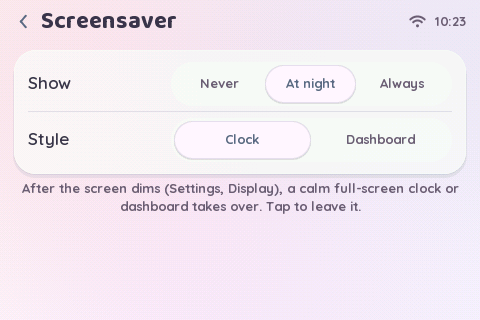 Screensaver
10:23
Show
Never
At night
Always
Style
Clock
Dashboard
After the screen dims (Settings, Display), a calm full-screen clock or
dashboard takes over. Tap to leave it.